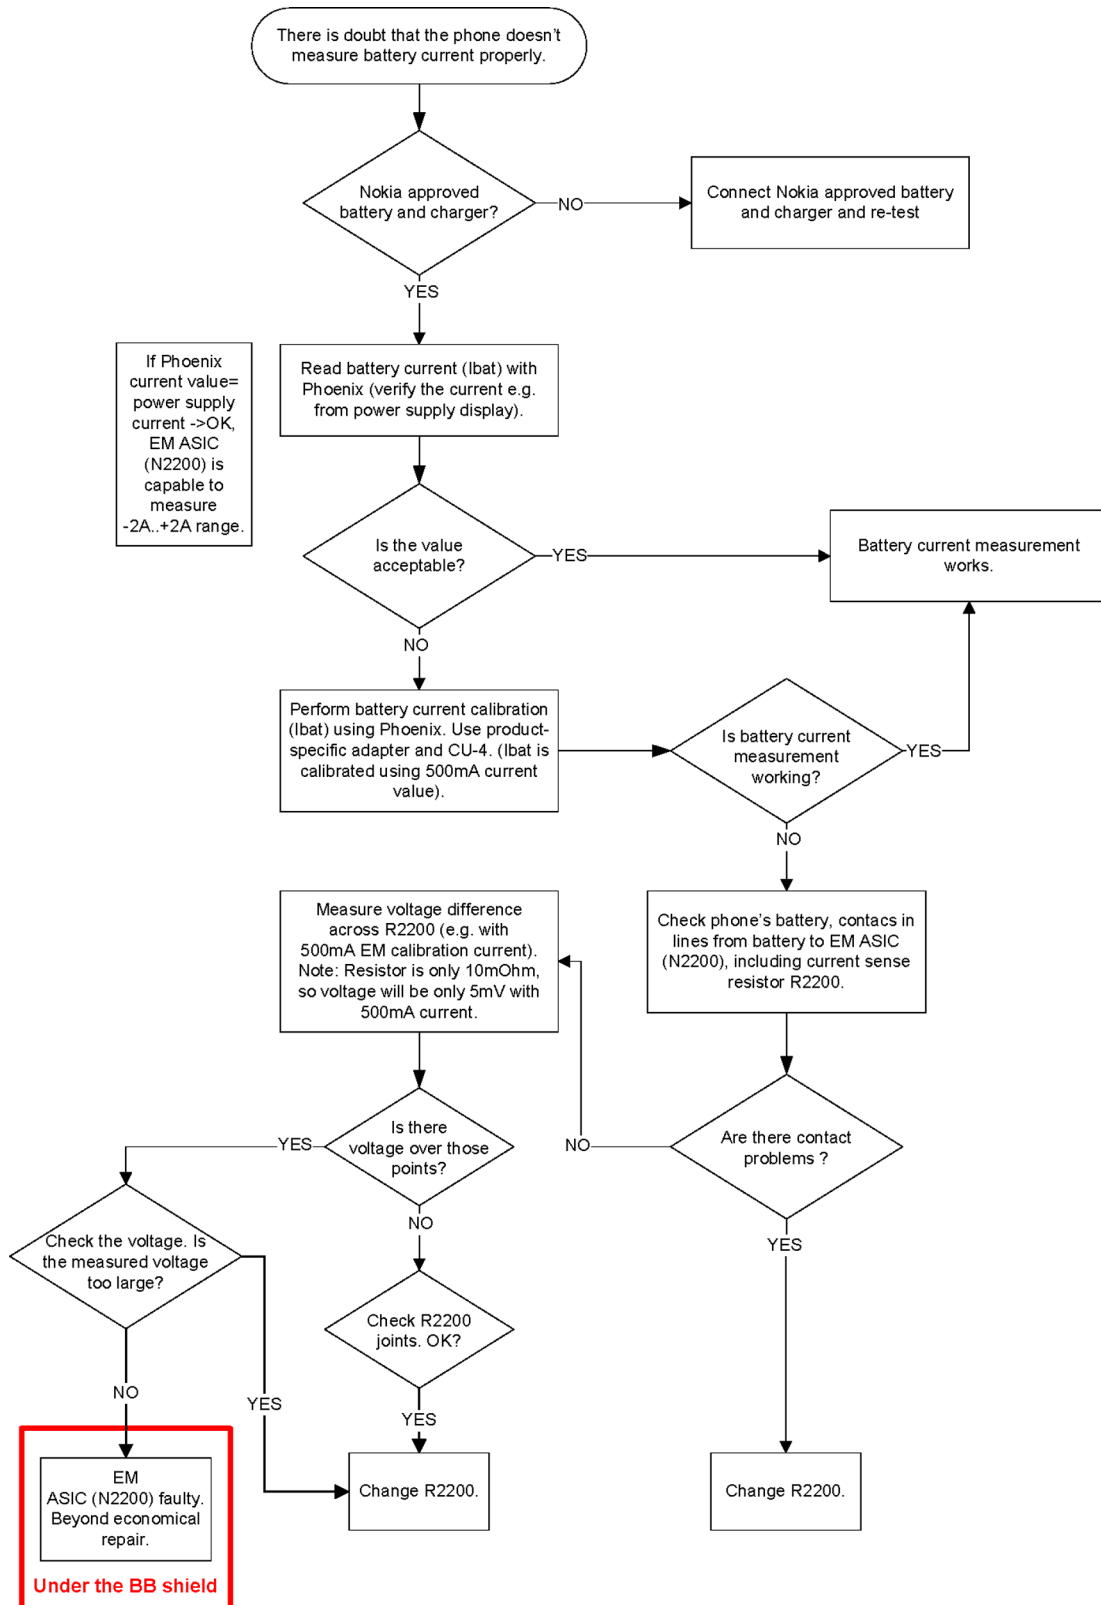 There is doubt that the phone doesn't
measure battery current properly.
Nokia approved
battery and charger?
NO
Connect Nokia approved battery
and charger and re-test
YES
If Phoenix
current value=
power supply
current ->OK,
EM ASIC
(N2200) is
capable to
measure
-2A..+2A range.
Read battery current (Ibat) with
Phoenix (verify the current e.g.
from power supply display).
Is the value
acceptable?
YES
Battery current measurement
works.
NO
Perform battery current calibration
(Ibat) using Phoenix. Use product-
specific adapter and CU-4. (Ibat is
calibrated using 500mA current
value).
Is battery current
measurement
working?
YES
NO
Measure voltage difference
across R2200 (e.g. with
500mA EM calibration current).
Note: Resistor is only 10mOhm,
so voltage will be only 5mV with
500mA current.
Check phone's battery, contacs in
lines from battery to EM ASIC
(N2200), including current sense
resistor R2200.
Is there
voltage over those
points?
YES
NO
Are there contact
problems ?
NO
YES
Check the voltage. Is
the measured voltage
too large?
Check R2200
joints. OK?
NO
YES
YES
EM
ASIC (N2200) faulty.
Beyond economical
repair.
Change R2200.
Change R2200.
Under the BB shield